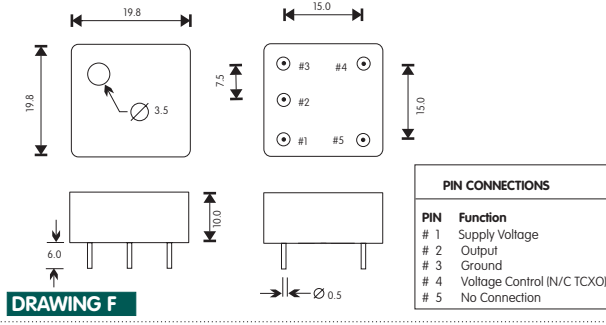 19.8
15.0
19.8
3.5
7.5
#3
#4
#2
#1
#5
15.0
10.0
6.0
Ø 0.5
DRAWING F
PIN CONNECTIONS
PIN Function
# 1 Supply Voltage
# 2 Output
# 3 Ground
# 4 Voltage Control (N/C TCXO)
# 5 No Connection